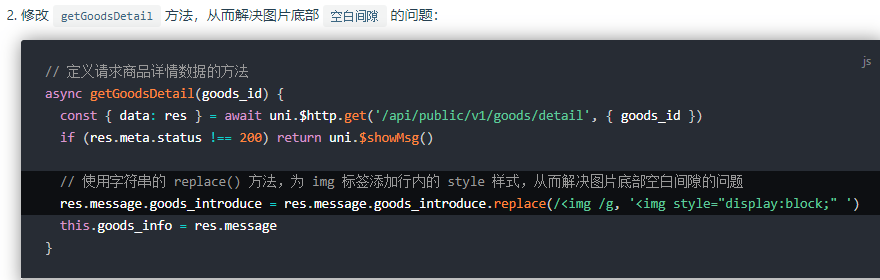 2. 修改 getGoodsDetail 方法，从而解决图片底部 空白间隙 的问题：
js
// 定义请求商品详情数据的方法
async getGoodsDetail(goods_id) {
  const { data: res } = await uni.$http.get('/api/public/v1/goods/detail', { goods_id })
  if (res.meta.status !== 200) return uni.$showMsg()

  // 使用字符串的 replace() 方法，为 img 标签添加行内的 style 样式，从而解决图片底部空白间隙的问题
  res.message.goods_introduce = res.message.goods_introduce.replace(/<img /g, '<img style="display:block;" ')
  this.goods_info = res.message
}